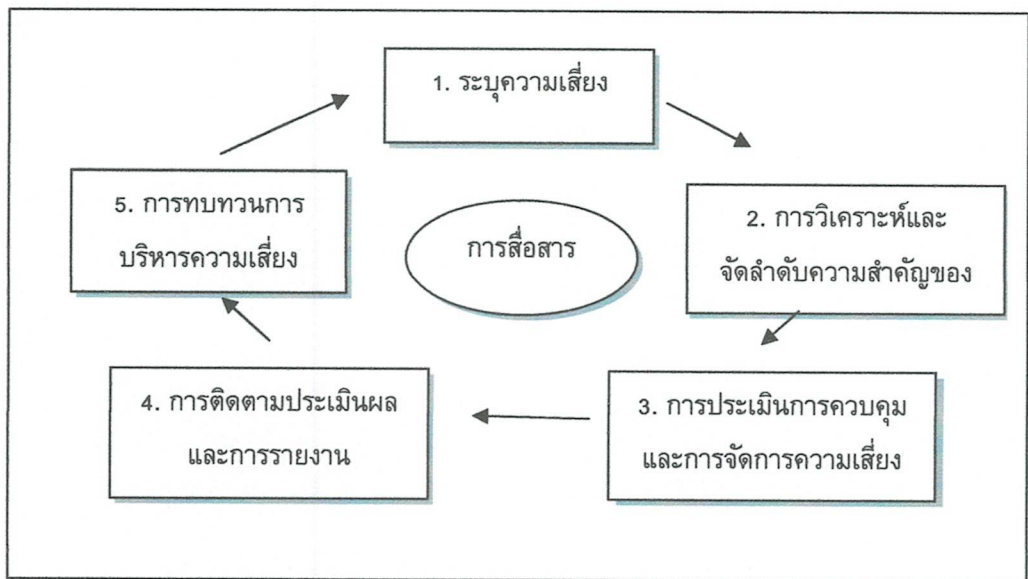 1. ระบุความเสี่ยง
2. การวิเคราะห์และ
จัดลำดับความสำคัญของ
3. การประเมินการควบคุม
และการจัดการความเสี่ยง
4. การติดตามประเมินผล
และการรายงาน
5. การทบทวนการ
บริหารความเสี่ยง
การสื่อสาร